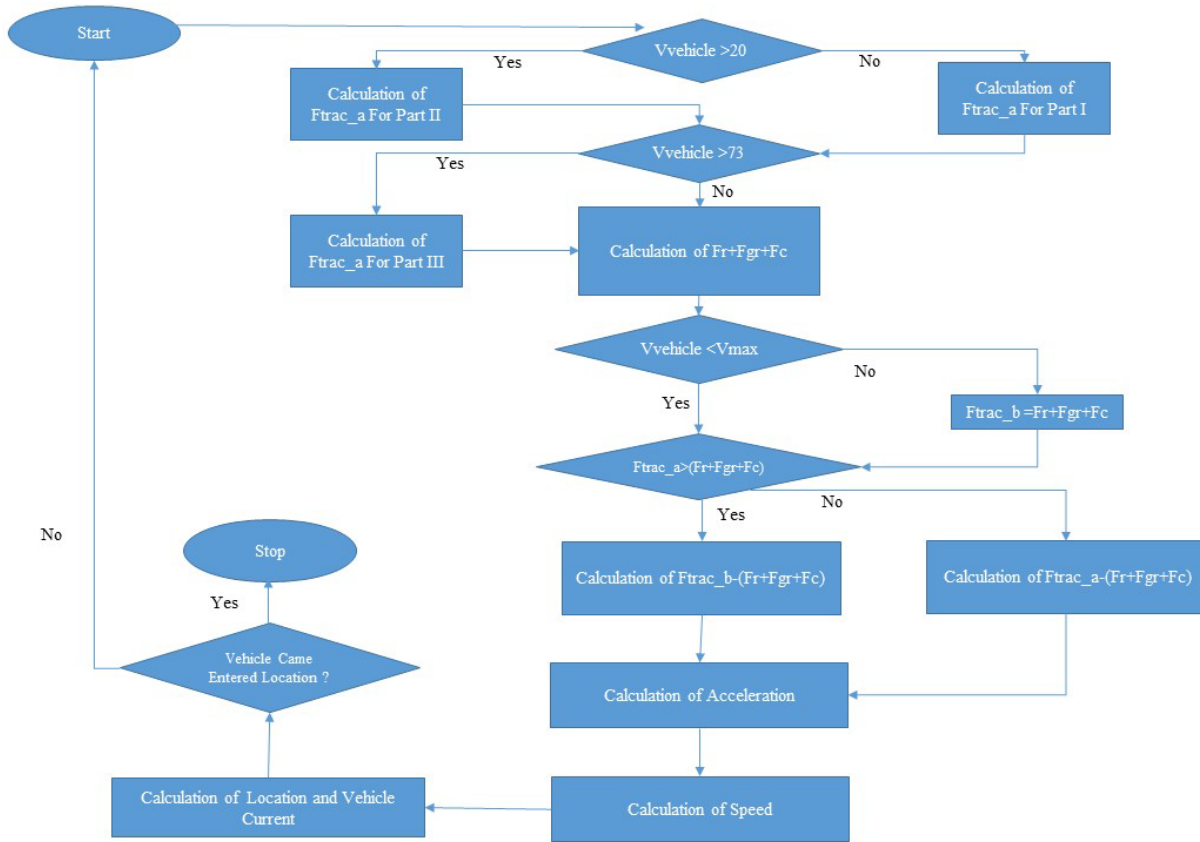 Start
Vvehicle >20
Yes
No
Calculation of
Ftrac_a For Part II
Calculation of
Ftrac_a For Part I
Vvehicle >73
Yes
No
Calculation of
Ftrac_a For Part III
Calculation of Fr+Fgr+Fc
Vvehicle <Vmax
No
Yes
Ftrac_b =Fr+Fgr+Fc
Ftrac_a>(Fr+Fgr+Fc)
No
Yes
No
Stop
Calculation of Ftrac_b-(Fr+Fgr+Fc)
Calculation of Ftrac_a-(Fr+Fgr+Fc)
Yes
Vehicle Came
Entered Location ?
Calculation of Acceleration
Calculation of Location and Vehicle
Current
Calculation of Speed